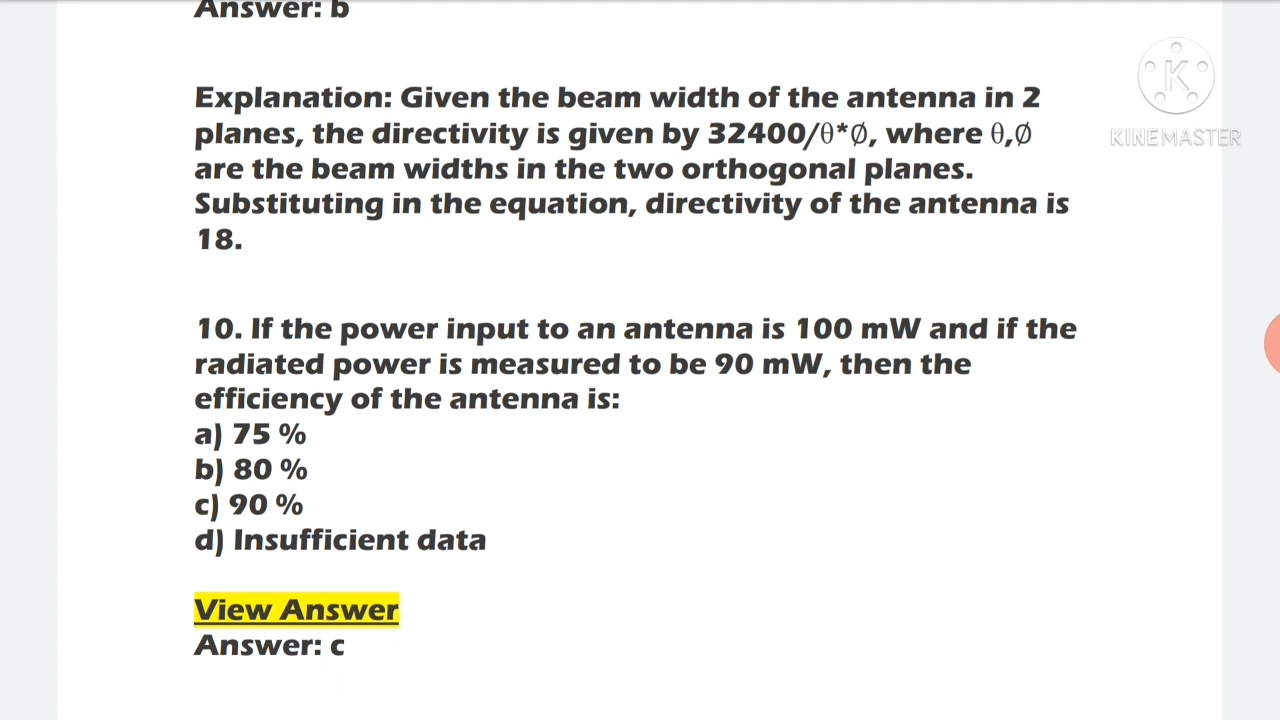 Answer: b
Explanation: Given the beam width of the antenna in 2
planes, the directivity is given by 32400/θ*∅, where θ,∅
are the beam widths in the two orthogonal planes.
Substituting in the equation, directivity of the antenna is
18.
10. If the power input to an antenna is 100 mW and if the
radiated power is measured to be 90 mW, then the
efficiency of the antenna is:
a) 75 %
b) 80 %
c) 90 %
d) Insufficient data
View Answer
Answer: c
K
KINEMASTER